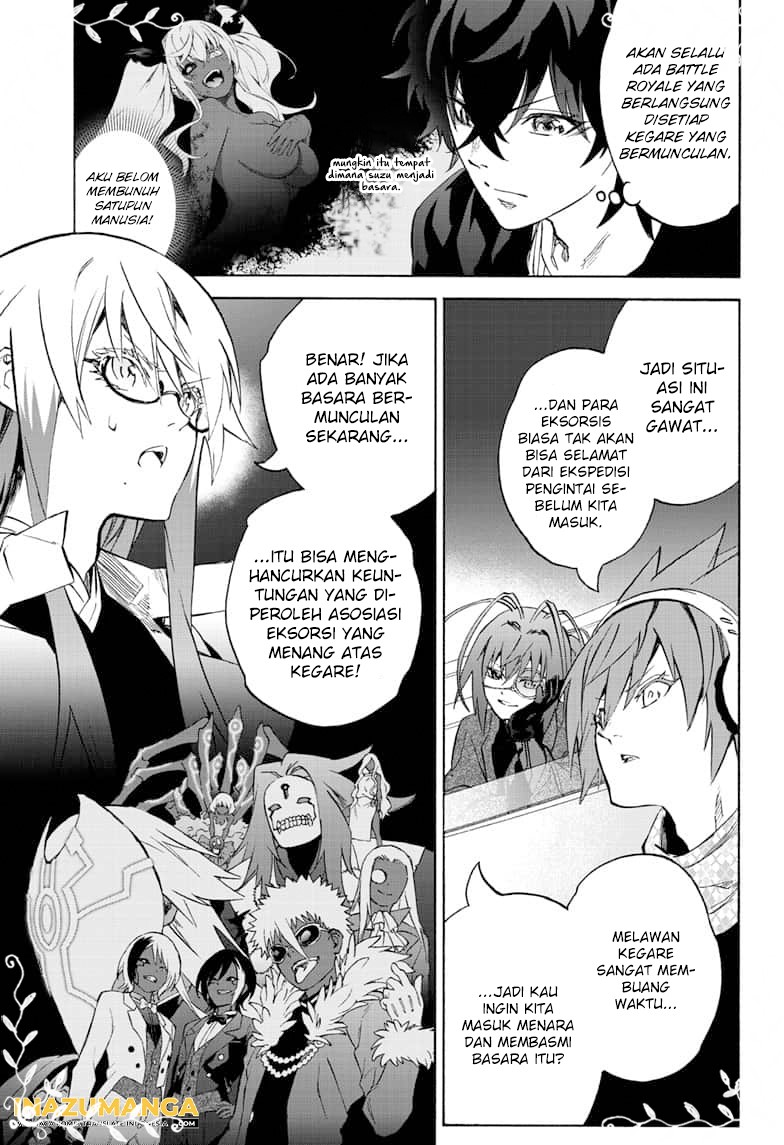 AKAN SELALU
ADA BATTLE
ROYALE YANG
BERLANGSUNG
DISETIAP
KEGARE YANG
BERMUNCULAN.
mungkin itu tempat
dimana suzu menjadi
basara.
AKU BELOM
MEMBUNUH
SATUPUN
MANUSIA!
JADI SITU-
ASI INI
SANGAT
GAWAT...
...DAN PARA
EKSORSIS
BIASA TAK AKAN
BISA SELAMAT
DARI EKSPEDISI
PENGINTAI SE-
BELUM KITA
MASUK.
MELAWAN
KEGARE
SANGAT MEM-
BUANG
WAKTU...
...JADI KAU
INGIN KITA
MASUK MENARA
DAN MEMBASMI
BASARA ITU?
BENAR! JIKA
ADA BANYAK
BASARA BER-
MUNCULAN
SEKARANG...
...ITU BISA MENG-
HANCURKAN KEUN-
TUNGAN YANG DI-
PEROLEH ASOSIASI
EKSORSI YANG
MENANG ATAS
KEGARE!
INAZUMANGA